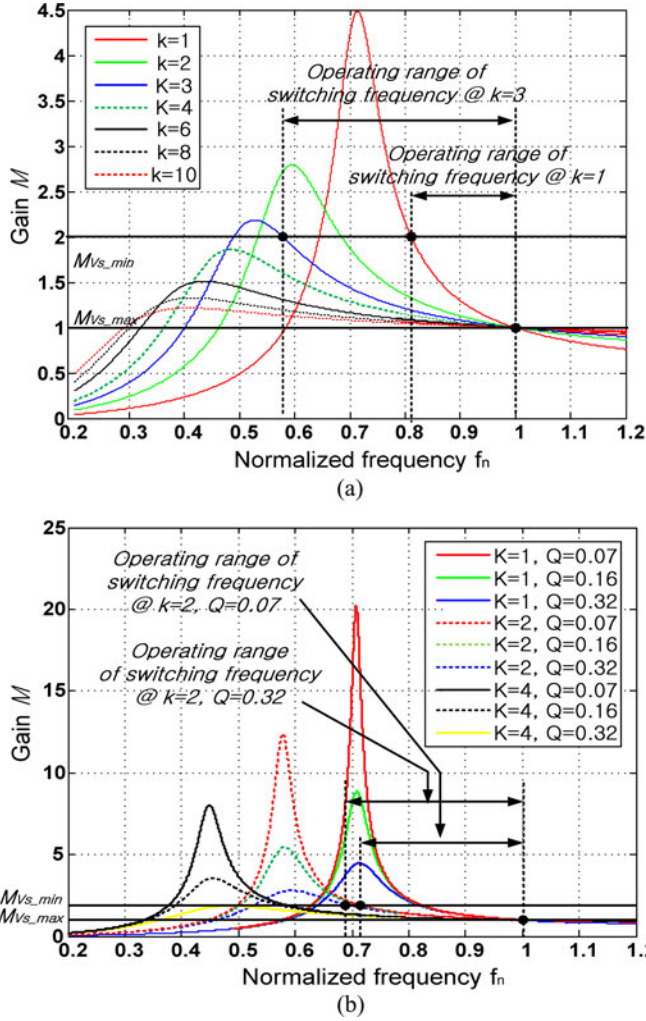 4.5
4
3.5
3
2.5
2
1.5
1
0.5
0
Gain M
k=1
k=2
K=3
K=4
k=6
k=8
k=10
Operating range of
switching frequency @ k=3
Operating range of
switching frequency @ k=1
MVs_min
MVs_max
0.2 0.3 0.4 0.5 0.6 0.7 0.8 0.9 1 1.1 1.2
Normalized frequency fn
(a)
25
20
15
10
5
0
Gain M
Operating range of
switching frequency
@ k=2, Q=0.07
Operating range
of switching frequency
@ k=2, Q=0.32
K=1, Q=0.07
K=1, Q=0.16
K=1, Q=0.32
K=2, Q=0.07
K=2, Q=0.16
K=2, Q=0.32
K=4, Q=0.07
K=4, Q=0.16
K=4, Q=0.32
MVs_min
MVs_max
0.2 0.3 0.4 0.5 0.6 0.7 0.8 0.9 1 1.1 1.
Normalized frequency fn
(b)